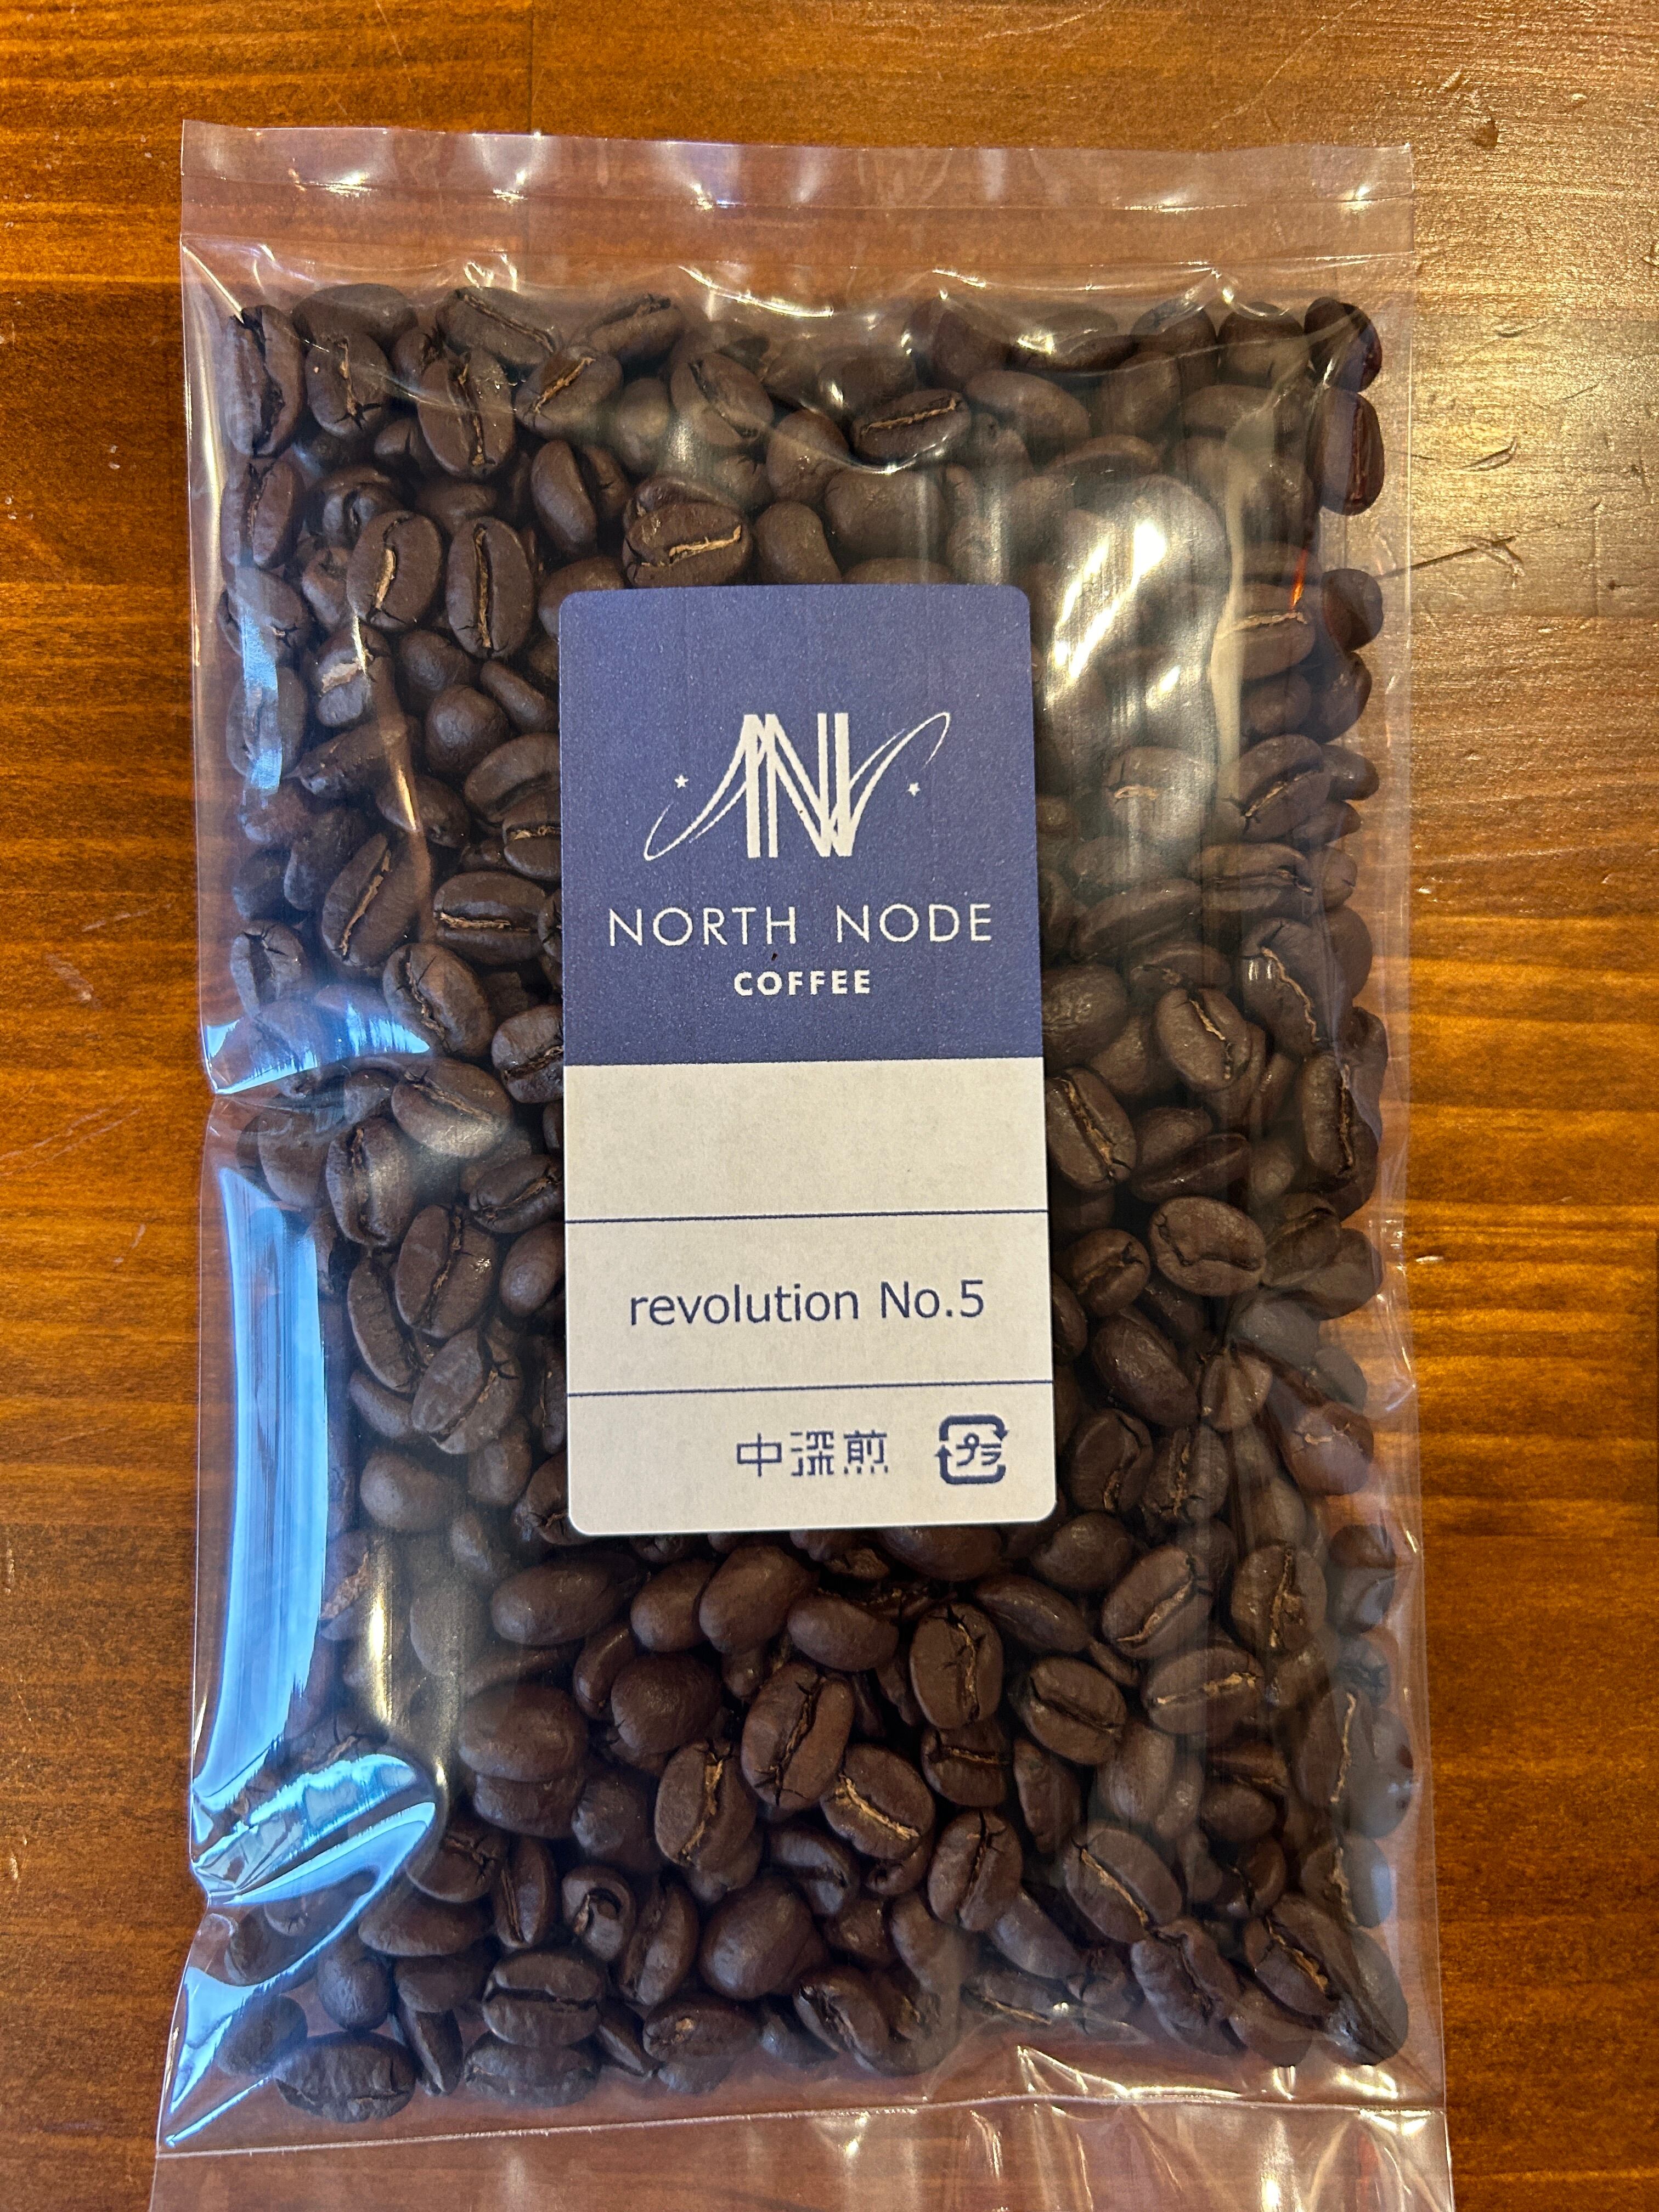 NORTH NODE
COFFEE
revolution No.5
中深煎 プラ